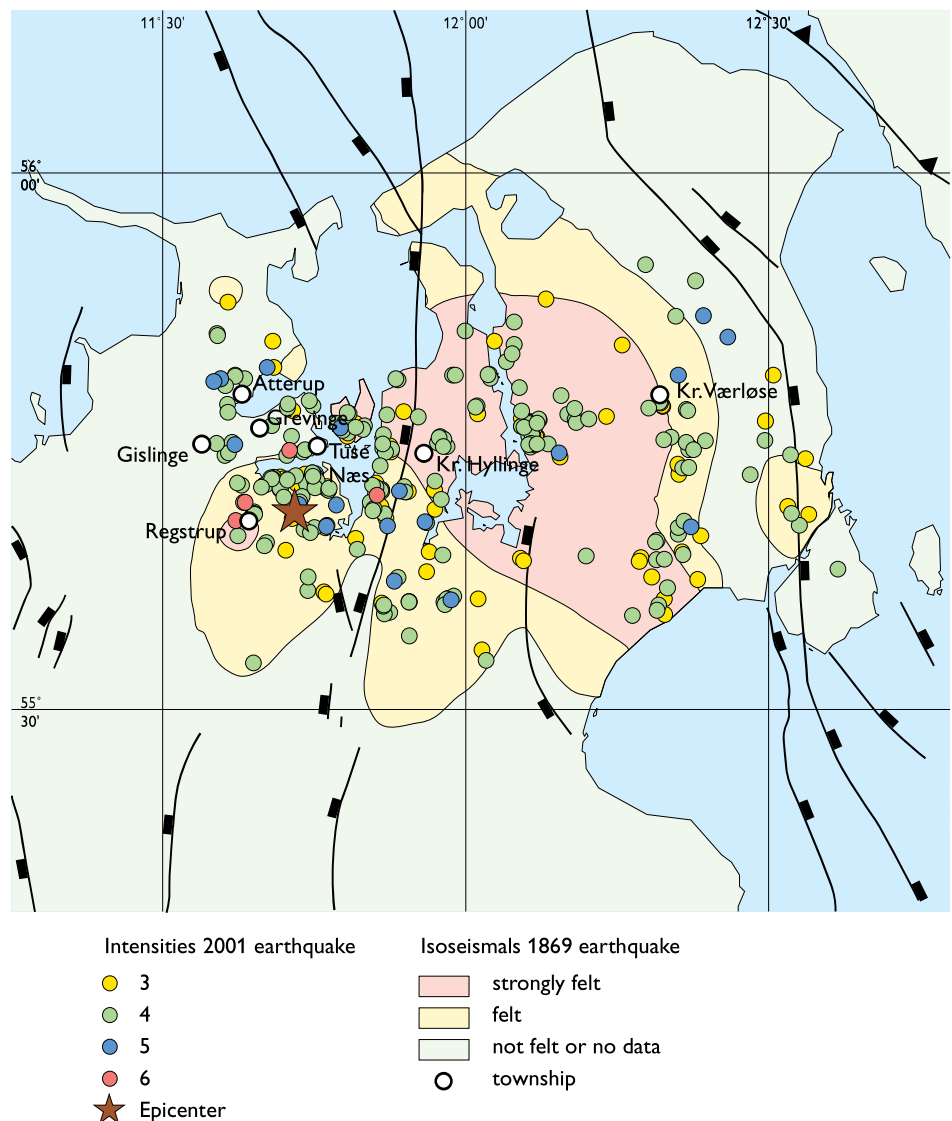 11° 30'
12° 00'
12° 30'
56°
00'
Atterup
Kr.Værløse
Grevinge
Gislinge
Tuse
Næs
Kr. Hyllinge
Regstrup
55°
30'
Intensities 2001 earthquake
3
4
5
6
Epicenter
Isoseismals 1869 earthquake
strongly felt
felt
not felt or no data
township